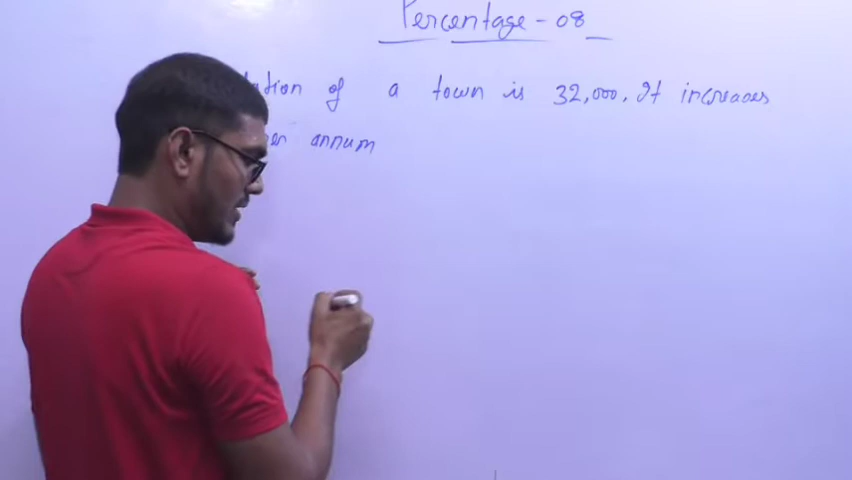 Percentage - 08
of a town is 32,000. It increases
annum